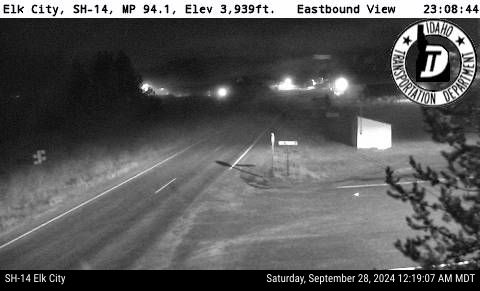 Elk City, SH-14, MP 94.1, Elev 3,939ft. Eastbound View 23:08:44
IDAHO
TRANSPORTATION DEPARTMENT
SH-14 Elk City Saturday, September 28, 2024 12:19:07 AM MDT